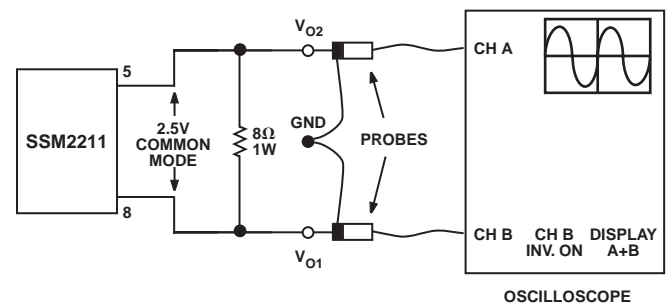 V_O2
CH A
5
2.5V
COMMON
MODE
SSM2211
8Ω
1W
GND
PROBES
8
CH B
CH B
INV. ON
DISPLAY
A+B
V_O1
OSCILLOSCOPE